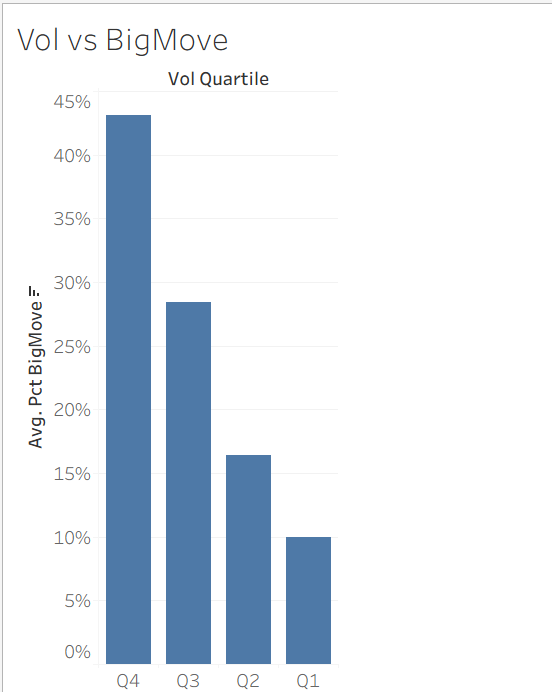 Vol vs BigMove
Vol Quartile
Avg. Pct BigMove
45%
40%
35%
30%
25%
20%
15%
10%
5%
0%
Q4 Q3 Q2 Q1